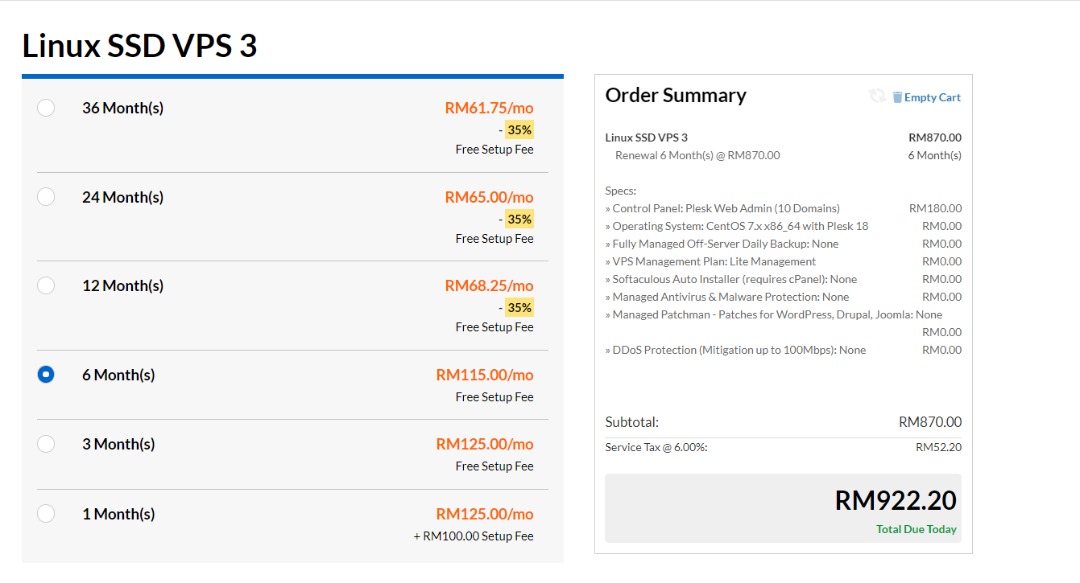 Linux SSD VPS 3
36 Month(s) RM61.75/mo
- 35%
Free Setup Fee
24 Month(s) RM65.00/mo
- 35%
Free Setup Fee
12 Month(s) RM68.25/mo
- 35%
Free Setup Fee
6 Month(s) RM115.00/mo
Free Setup Fee
3 Month(s) RM125.00/mo
Free Setup Fee
1 Month(s) RM125.00/mo
+ RM100.00 Setup Fee
Order Summary Empty Cart
Linux SSD VPS 3 RM870.00
Renewal 6 Month(s) @ RM870.00 6 Month(s)
Specs:
» Control Panel: Plesk Web Admin (10 Domains) RM180.00
» Operating System: CentOS 7.x x86_64 with Plesk 18 RM0.00
» Fully Managed Off-Server Daily Backup: None RM0.00
» VPS Management Plan: Lite Management RM0.00
» Softaculous Auto Installer (requires cPanel): None RM0.00
» Managed Antivirus & Malware Protection: None RM0.00
» Managed Patchman - Patches for WordPress, Drupal, Joomla: None
RM0.00
» DDoS Protection (Mitigation up to 100Mbps): None RM0.00
Subtotal: RM870.00
Service Tax @ 6.00%: RM52.20
RM922.20
Total Due Today